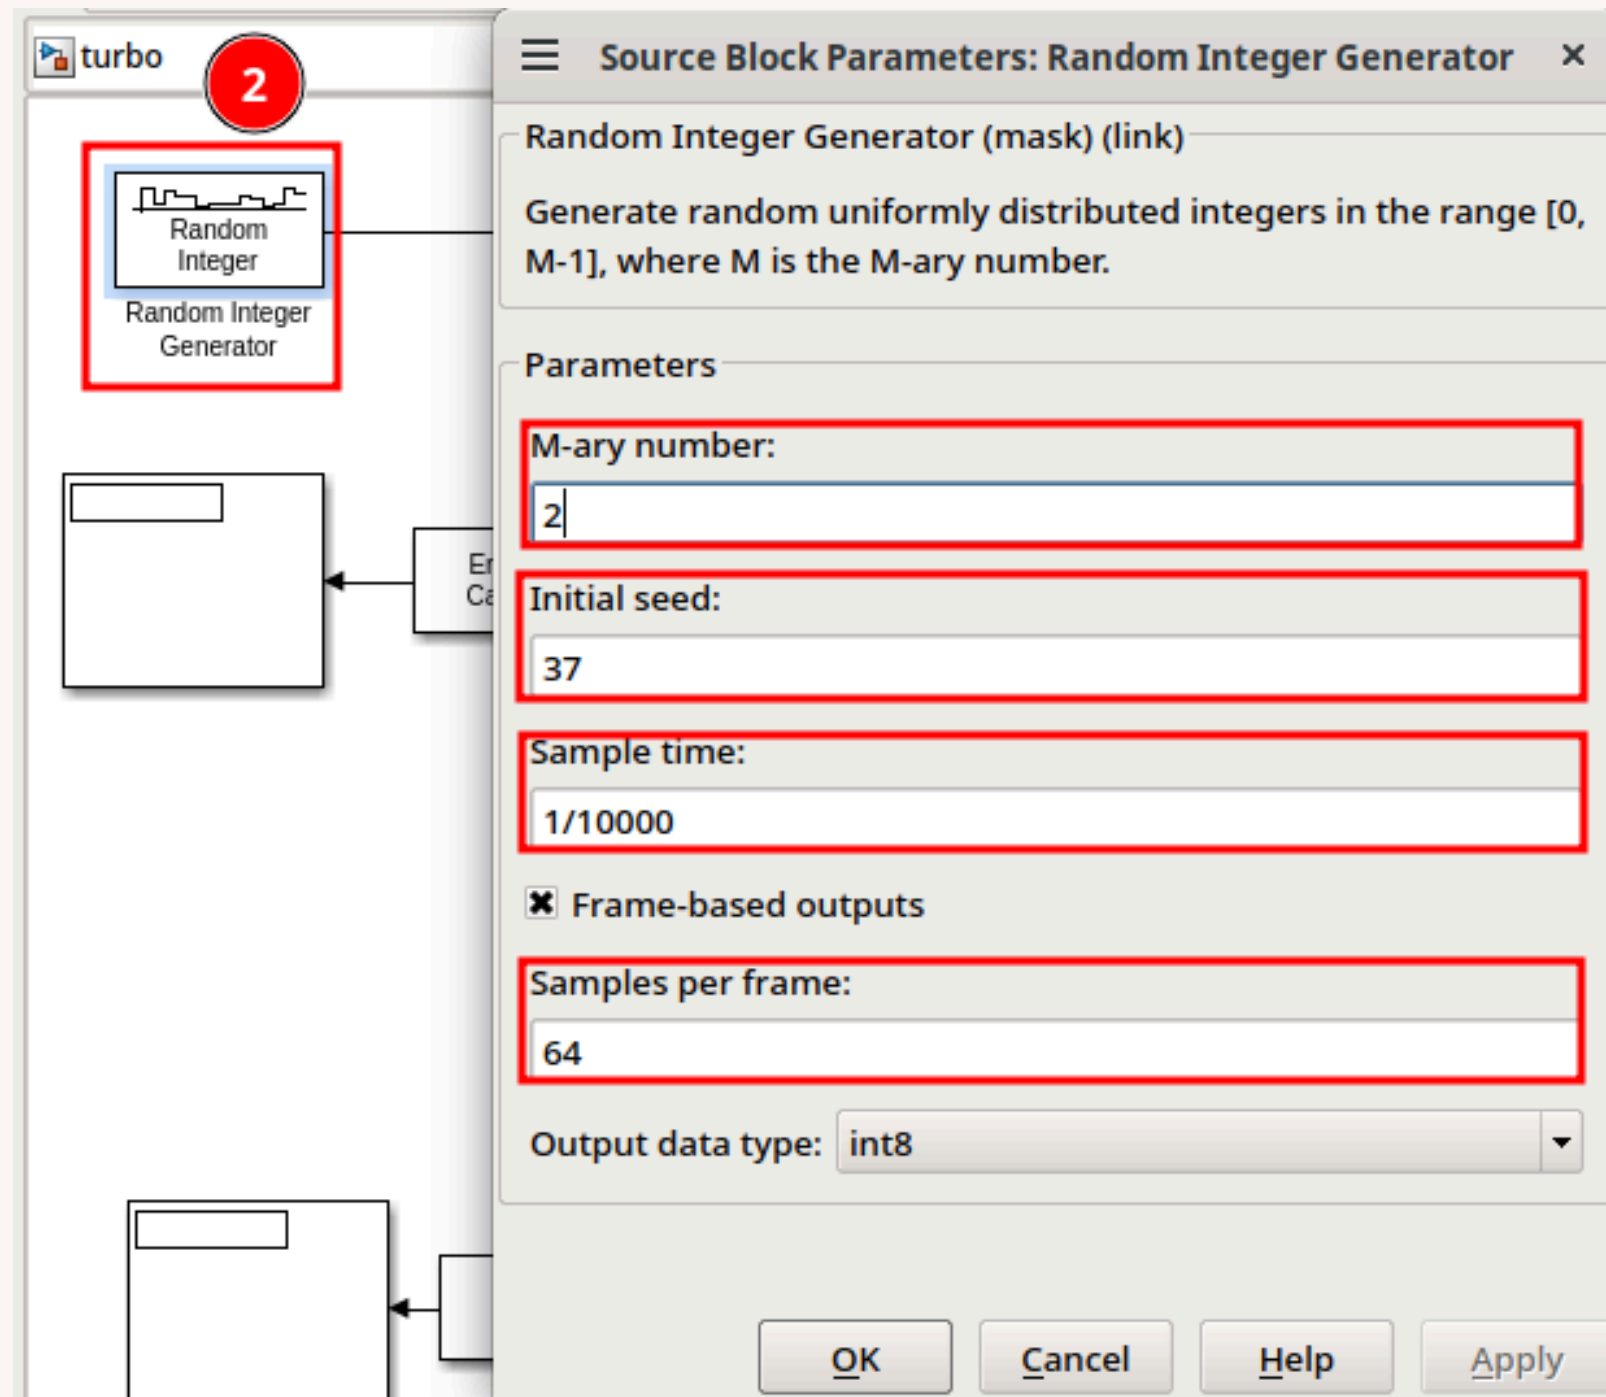 turbo
2
Random
Integer
Random Integer
Generator
Er
Ca
Source Block Parameters: Random Integer Generator
Random Integer Generator (mask) (link)
Generate random uniformly distributed integers in the range [0,
M-1], where M is the M-ary number.
Parameters
M-ary number:
2
Initial seed:
37
Sample time:
1/10000
Frame-based outputs
Samples per frame:
64
Output data type: int8
OK Cancel Help Apply